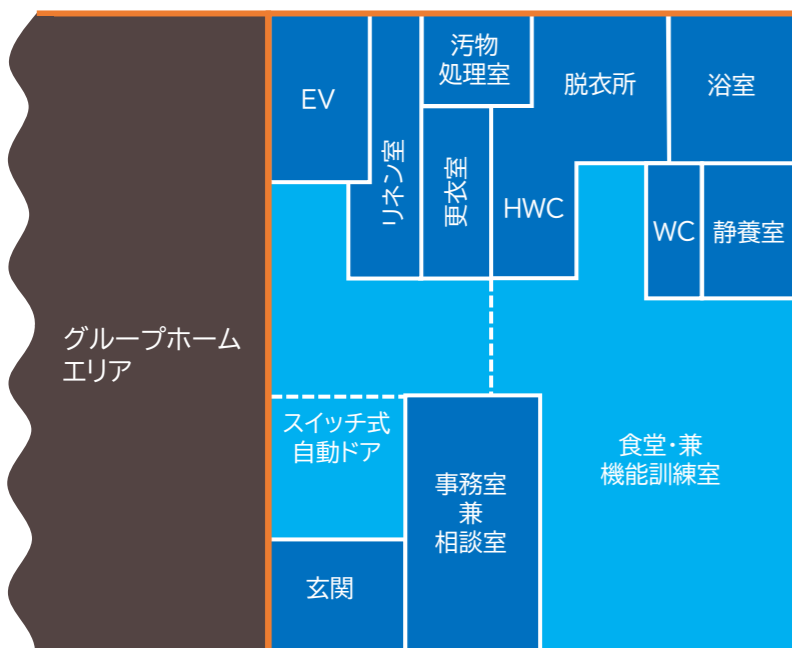 EV
リネン室
汚物
処理室
更衣室
脱衣所
HWC
浴室
WC
静養室
グループホーム
エリア
スイッチ式
自動ドア
事務室
兼
相談室
食堂・兼
機能訓練室
玄関